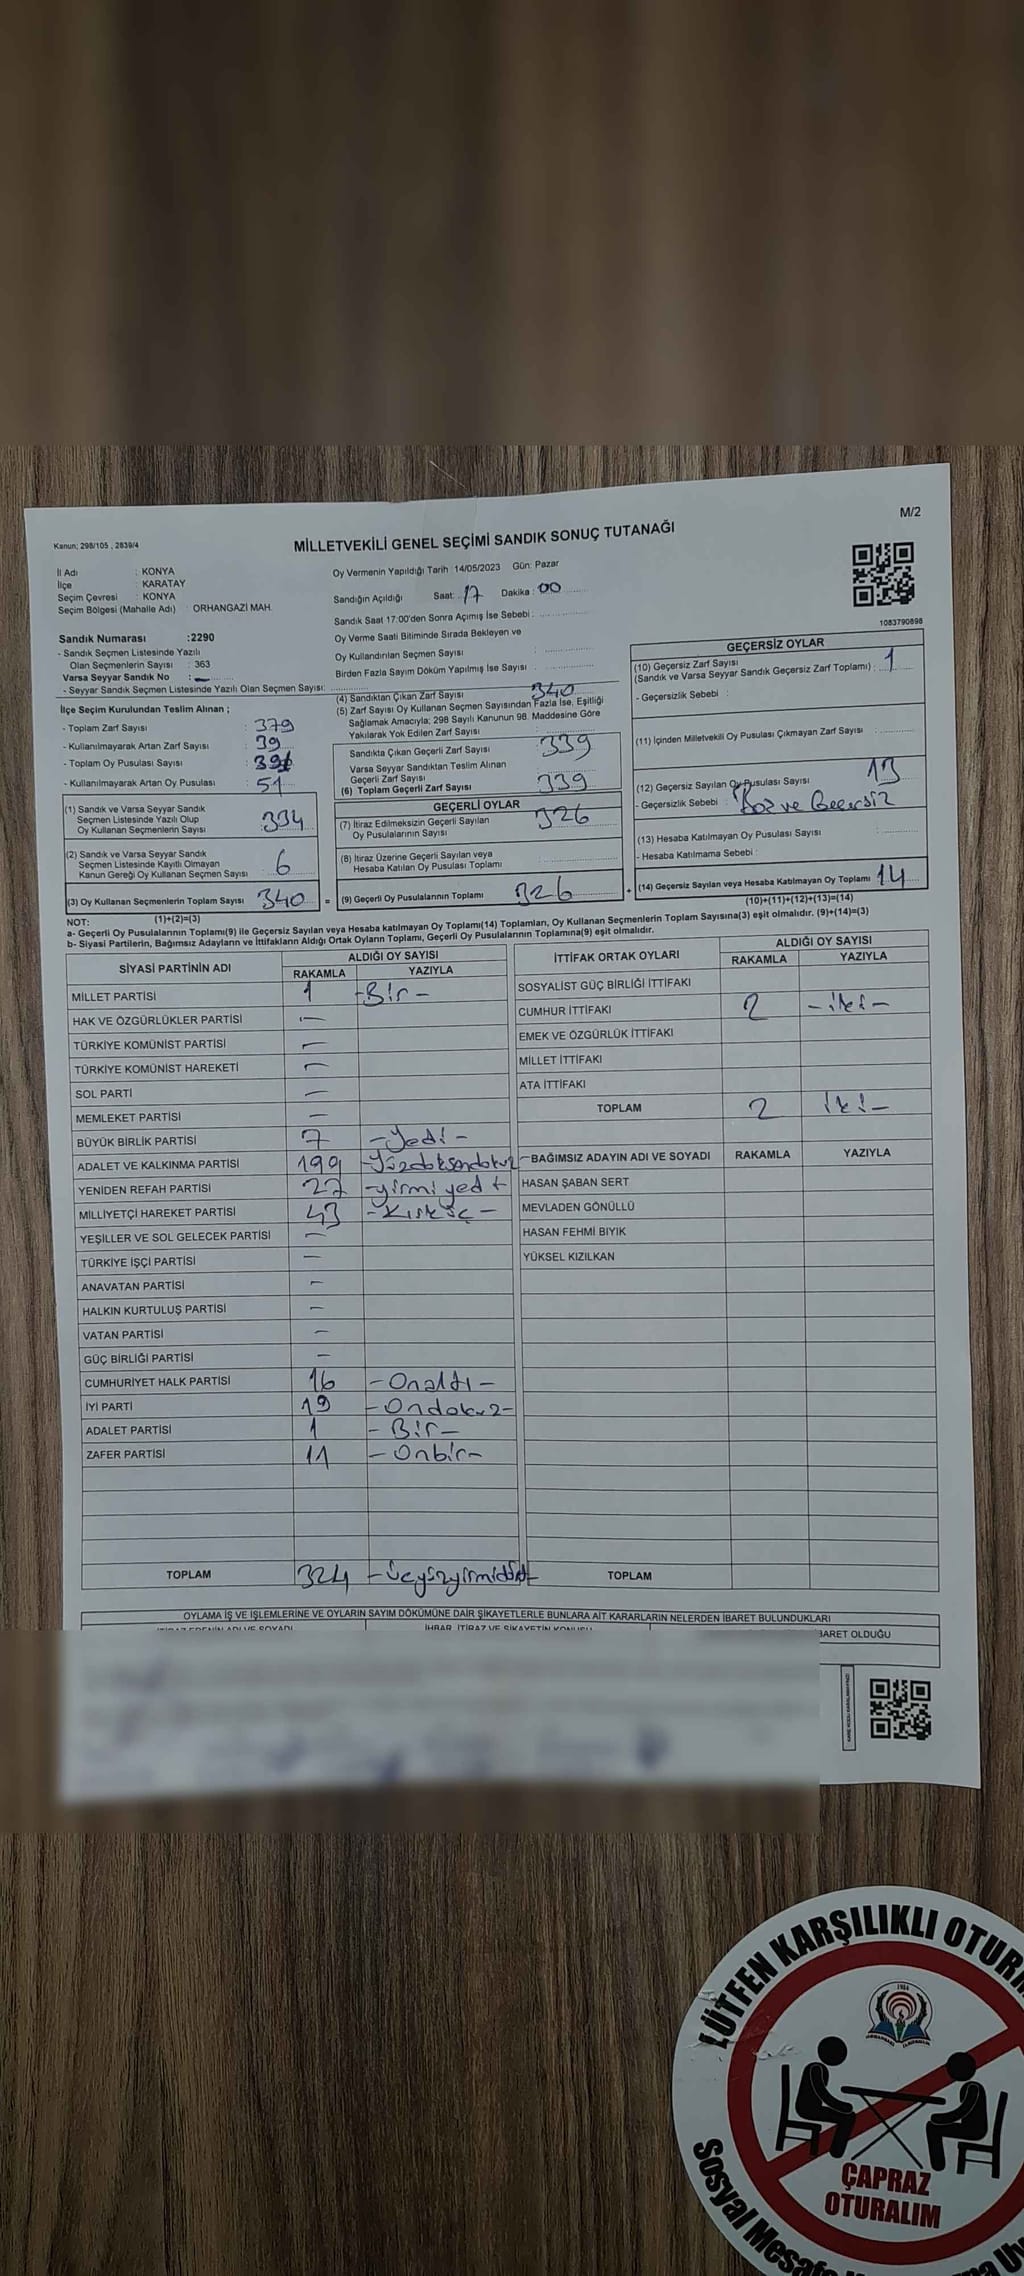 Kanun: 298/105 , 2839/4
M/2
MİLLETVEKİLİ GENEL SEÇİMİ SANDIK SONUÇ TUTANAĞI
İl Adı : KONYA
İlçe : KARATAY
Seçim Çevresi : KONYA
Seçim Bölgesi (Mahalle Adı) : ORHANGAZİ MAH.
Sandık Numarası :2290
- Sandık Seçmen Listesinde Yazılı
Olan Seçmenlerin Sayısı : 363
Varsa Seyyar Sandık No : —
- Seyyar Sandık Seçmen Listesinde Yazılı Olan Seçmen Sayısı:
Oy Vermenin Yapıldığı Tarih :14/05/2023 Gün: Pazar
Sandığın Açıldığı Saat: 17 Dakika : 00
Sandık Saat 17:00'den Sonra Açımış İse Sebebi :
Oy Verme Saati Bitiminde Sırada Bekleyen ve
Oy Kullandırılan Seçmen Sayısı :
Birden Fazla Sayım Döküm Yapılmış İse Sayısı :
1083790898
İlçe Seçim Kurulundan Teslim Alınan ;
- Toplam Zarf Sayısı : 379
- Kullanılmayarak Artan Zarf Sayısı : 39
- Toplam Oy Pusulası Sayısı :
- Kullanılmayarak Artan Oy Pusulası : 51
(1) Sandık ve Varsa Seyyar Sandık
Seçmen Listesinde Yazılı Olup
Oy Kullanan Seçmenlerin Sayısı : 334
(2) Sandık ve Varsa Seyyar Sandık
Seçmen Listesinde Kayıtlı Olmayan
Kanun Gereği Oy Kullanan Seçmen Sayısı : 6
(3) Oy Kullanan Seçmenlerin Toplam Sayısı : 340
(1)+(2)=(3)
(4) Sandıktan Çıkan Zarf Sayısı : 340
(5) Zarf Sayısı Oy Kullanan Seçmen Sayısından Fazla İse, Eşitliği
Sağlamak Amacıyla; 298 Sayılı Kanunun 98. Maddesine Göre
Yakılarak Yok Edilen Zarf Sayısı :
Sandıkta Çıkan Geçerli Zarf Sayısı : 339
Varsa Seyyar Sandıktan Teslim Alınan
Geçerli Zarf Sayısı :
(6) Toplam Geçerli Zarf Sayısı : 339
GEÇERLİ OYLAR
(7) İtiraz Edilmeksizin Geçerli Sayılan
Oy Pusulalarının Sayısı : 326
(8) İtiraz Üzerine Geçerli Sayılan veya
Hesaba Katılan Oy Pusulası Toplamı :
= (9) Geçerli Oy Pusulalarının Toplamı : 326 +
GEÇERSİZ OYLAR
(10) Geçersiz Zarf Sayısı
(Sandık ve Varsa Seyyar Sandık Geçersiz Zarf Toplamı) : 1
- Geçersizlik Sebebi :
(11) İçinden Milletvekili Oy Pusulası Çıkmayan Zarf Sayısı :
(12) Geçersiz Sayılan Oy Pusulası Sayısı : 13
- Geçersizlik Sebebi : Boş ve Geçersiz
(13) Hesaba Katılmayan Oy Pusulası Sayısı :
- Hesaba Katılmama Sebebi :
(14) Geçersiz Sayılan veya Hesaba Katılmayan Oy Toplamı : 14
(10)+(11)+(12)+(13)=(14)
NOT:
a- Geçerli Oy Pusulalarının Toplamı(9) ile Geçersiz Sayılan veya Hesaba katılmayan Oy Toplamı(14) Toplamları, Oy Kullanan Seçmenlerin Toplam Sayısına(3) eşit olmalıdır. (9)+(14)=(3)
b- Siyasi Partilerin, Bağımsız Adayların ve İttifakların Aldığı Ortak Oyların Toplamı, Geçerli Oy Pusulalarının Toplamına(9) eşit olmalıdır.
SİYASİ PARTİNİN ADI ALDIĞI OY SAYISI
RAKAMLA YAZIYLA
MİLLET PARTİSİ 1 -Bir-
HAK VE ÖZGÜRLÜKLER PARTİSİ —
TÜRKİYE KOMÜNİST PARTİSİ —
TÜRKİYE KOMÜNİST HAREKETİ —
SOL PARTİ —
MEMLEKET PARTİSİ —
BÜYÜK BİRLİK PARTİSİ 7 -Yedi-
ADALET VE KALKINMA PARTİSİ 199 -Yüzdoksandokuz-
YENİDEN REFAH PARTİSİ 27 -yirmi yedi
MİLLİYETÇİ HAREKET PARTİSİ 43 -Kırküç-
YEŞİLLER VE SOL GELECEK PARTİSİ —
TÜRKİYE İŞÇİ PARTİSİ —
ANAVATAN PARTİSİ —
HALKIN KURTULUŞ PARTİSİ —
VATAN PARTİSİ —
GÜÇ BİRLİĞİ PARTİSİ —
CUMHURİYET HALK PARTİSİ 16 -Onaltı-
İYİ PARTİ 19 -Ondokuz-
ADALET PARTİSİ 1 -Bir-
ZAFER PARTİSİ 11 -Onbir-
TOPLAM 324 -Üçyüzyirmidört-
İTTİFAK ORTAK OYLARI ALDIĞI OY SAYISI
RAKAMLA YAZIYLA
SOSYALİST GÜÇ BİRLİĞİ İTTİFAKI
CUMHUR İTTİFAKI 2 -iki-
EMEK VE ÖZGÜRLÜK İTTİFAKI
MİLLET İTTİFAKI
ATA İTTİFAKI
TOPLAM 2 iki-
BAĞIMSIZ ADAYIN ADI VE SOYADI RAKAMLA YAZIYLA
HASAN ŞABAN SERT
MEVLADEN GÖNÜLLÜ
HASAN FEHMİ BIYIK
YÜKSEL KIZILKAN
TOPLAM
OYLAMA İŞ VE İŞLEMLERİNE VE OYLARIN SAYIM DÖKÜMÜNE DAİR ŞİKAYETLERLE BUNLARA AİT KARARLARIN NELERDEN İBARET BULUNDUKLARI
İTİRAZ EDENİN ADI VE SOYADI İHBAR, İTİRAZ VE ŞİKAYETİN KONUSU BARET OLDUĞU
LÜTFEN KARŞILIKLI OTURM
1984
ÇAPRAZ
OTURALIM
Sosyal Mesafe